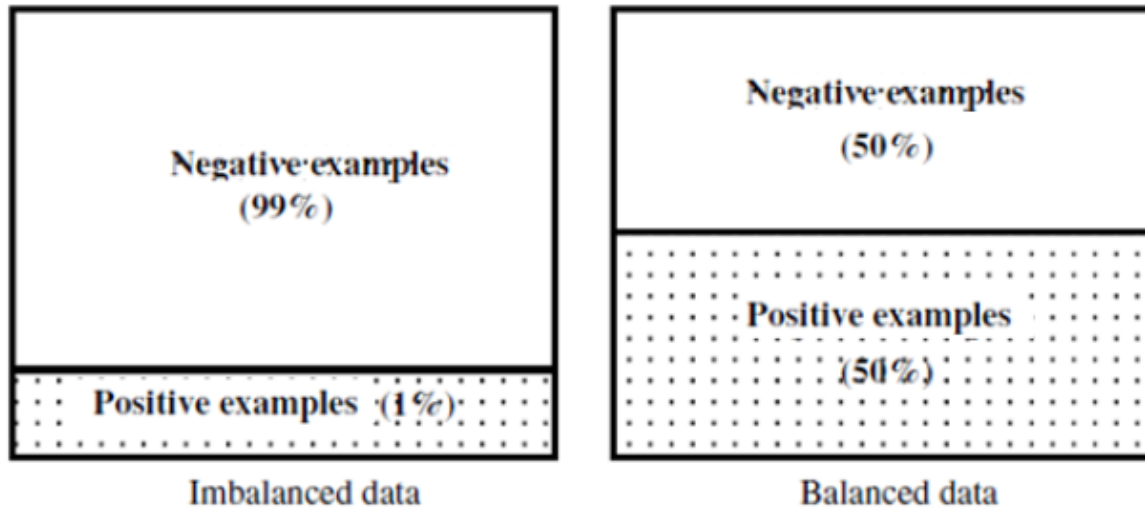 Negative examples
(99%)
Positive examples (1%)
Imbalanced data
Negative examples
(50%)
Positive examples
(50%)
Balanced data